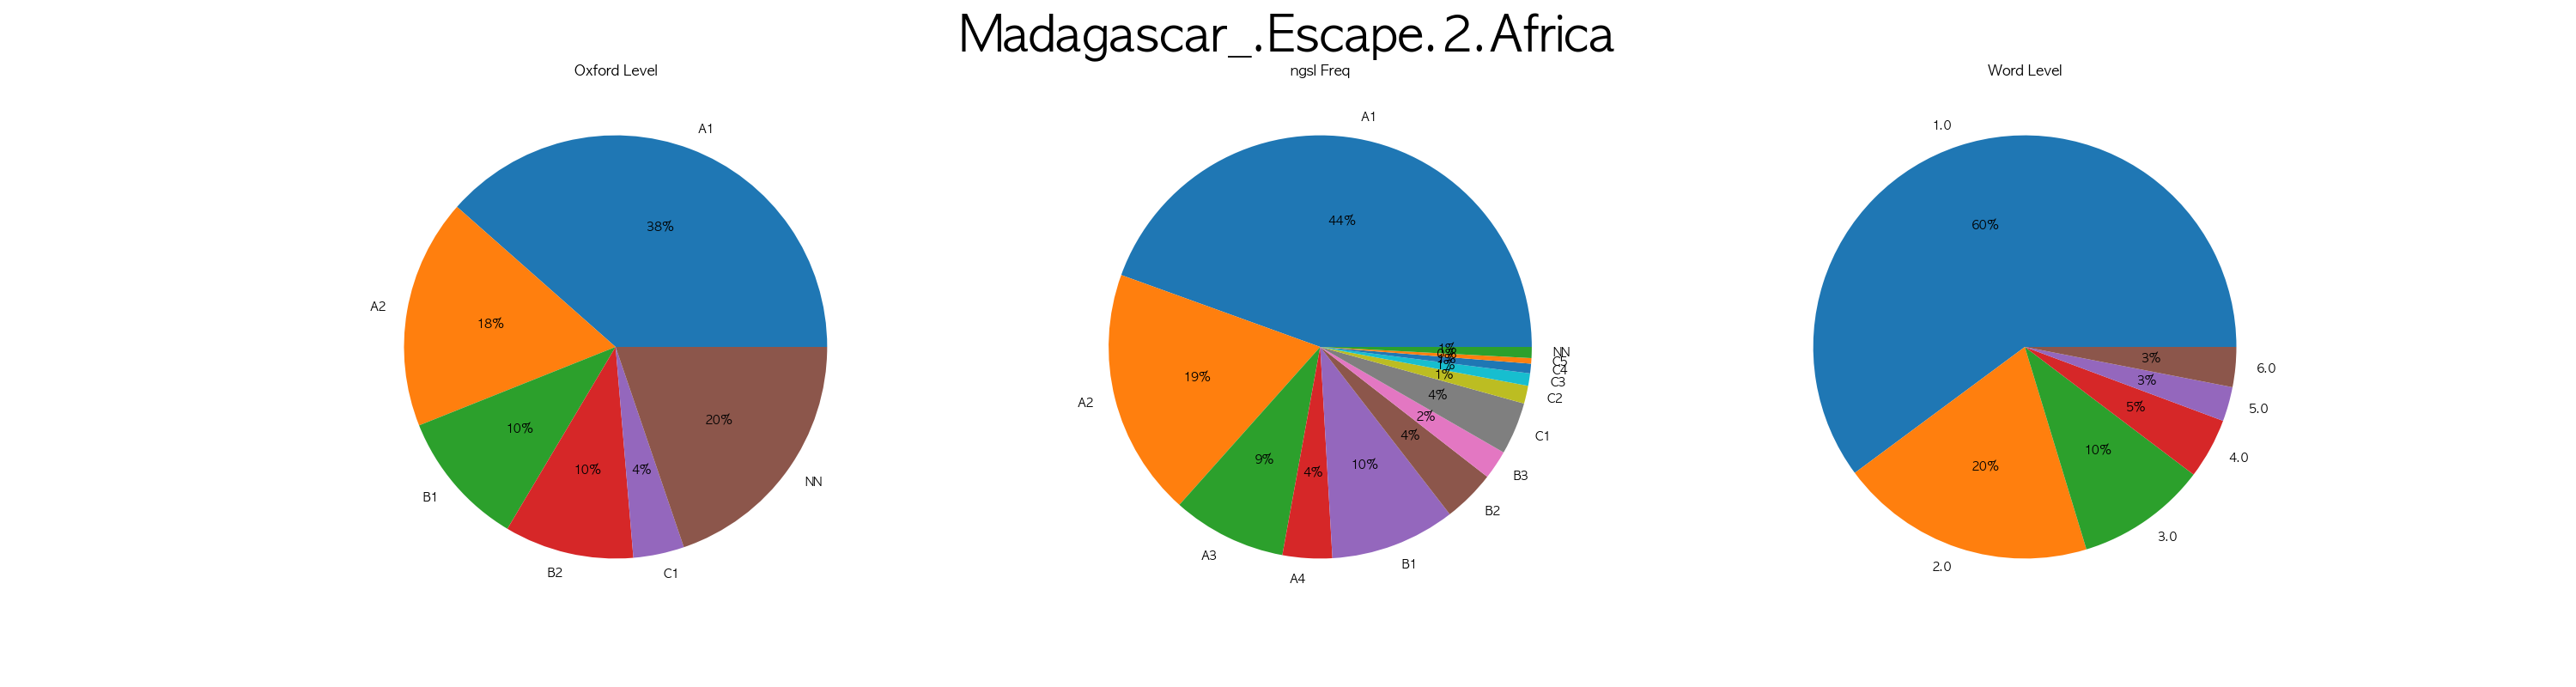 Madagascar_.Escape.2.Africa
Oxford Level
A1
38%
A2
18%
B1
10%
B2
10%
C1
4%
NN
20%
ngsl Freq
A1
44%
A2
19%
A3
9%
A4
4%
B1
10%
B2
4%
B3
2%
C1
4%
C2
1%
C3
1%
C4
C5
NN
1%
Word Level
1.0
60%
2.0
20%
3.0
10%
4.0
5%
5.0
3%
6.0
3%